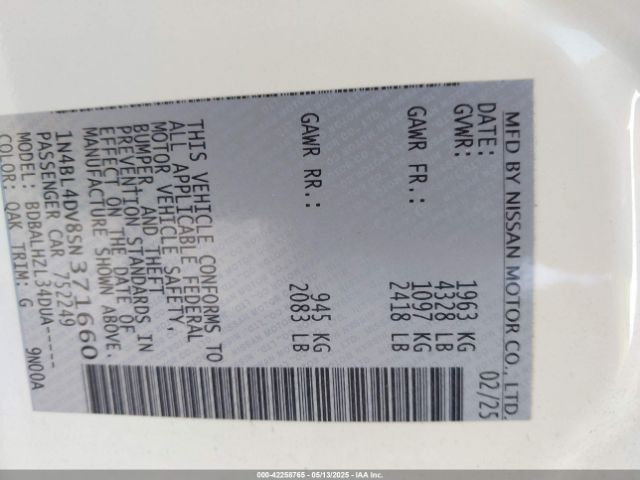 MFD BY NISSAN MOTOR CO., LTD.
DATE: 02/25
GVWR: 1963 KG
4328 LB
GAWR FR.: 1097 KG
2418 LB
GAWR RR.: 945 KG
2083 LB
THIS VEHICLE CONFORMS TO
ALL APPLICABLE FEDERAL
MOTOR VEHICLE SAFETY,
BUMPER, AND THEFT
PREVENTION STANDARDS IN
EFFECT ON THE DATE OF
MANUFACTURE SHOWN ABOVE.
1N4BL4DV8SN371660
PASSENGER CAR 752249
MODEL: BDBALHZL34DUA-----
COLOR: QAK TRIM: G 9N00A
000-42258765 - 05/13/2025 - IAA Inc.